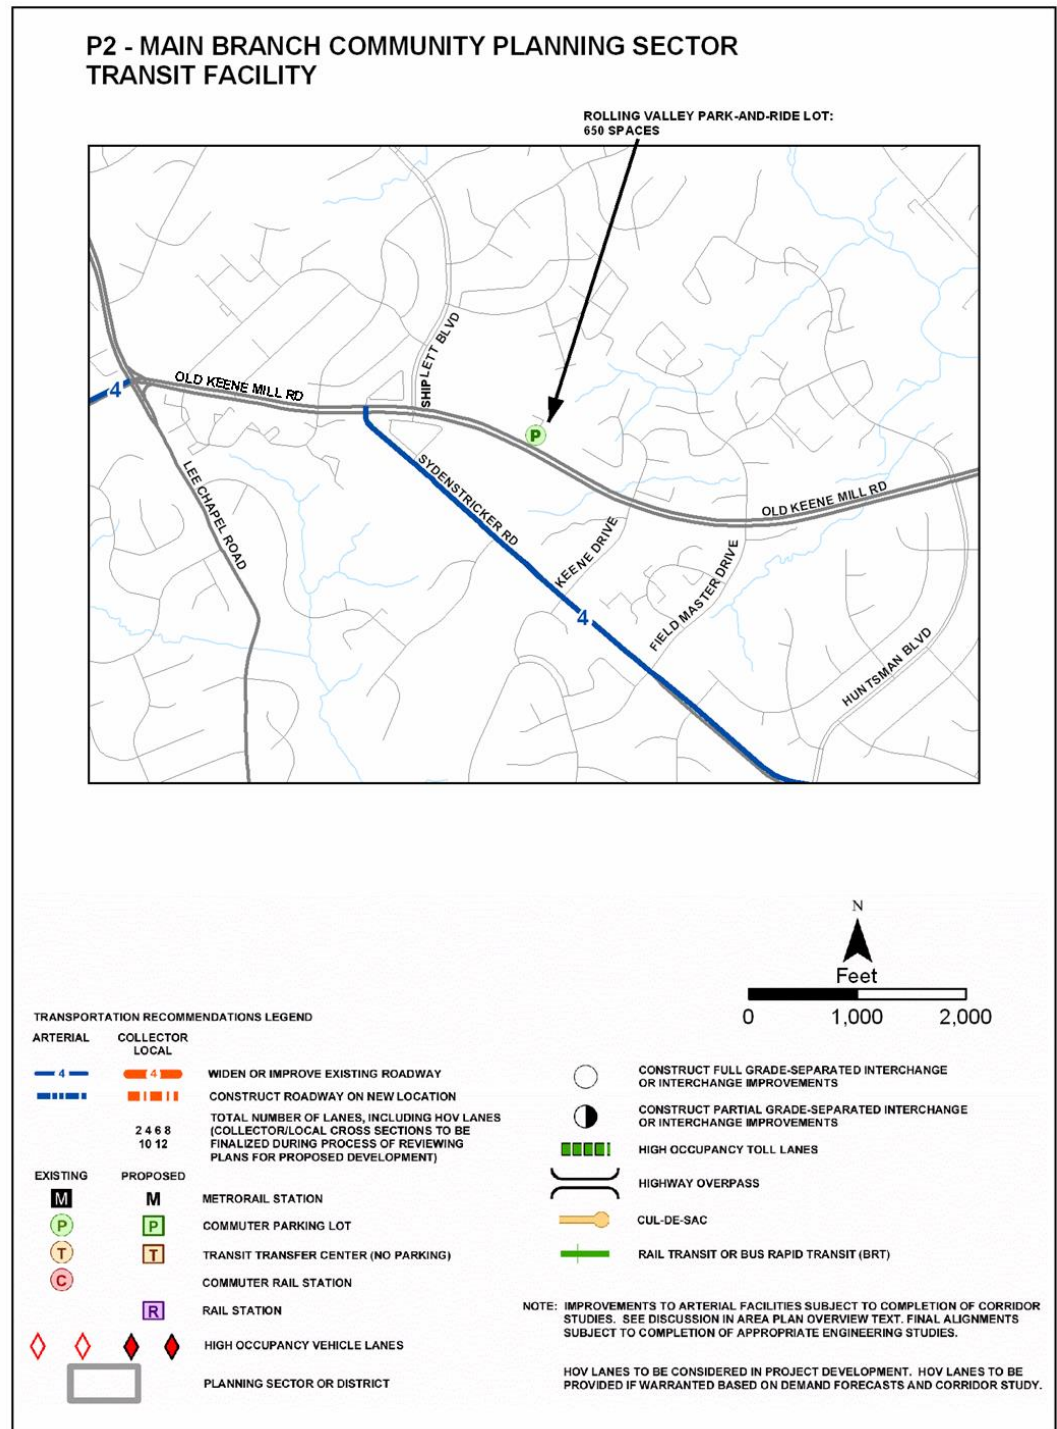 P2 - MAIN BRANCH COMMUNITY PLANNING SECTOR
TRANSIT FACILITY
ROLLING VALLEY PARK-AND-RIDE LOT:
650 SPACES
4
OLD KEENE MILL RD
SHIPLETT BLVD
P
LEE CHAPEL ROAD
SYDENSTRICKER RD
OLD KEENE MILL RD
KEENE DRIVE
4
FIELD MASTER DRIVE
HUNTSMAN BLVD
N
Feet
0 1,000 2,000
TRANSPORTATION RECOMMENDATIONS LEGEND
ARTERIAL COLLECTOR
LOCAL
4 4 WIDEN OR IMPROVE EXISTING ROADWAY
CONSTRUCT ROADWAY ON NEW LOCATION
TOTAL NUMBER OF LANES, INCLUDING HOV LANES
2 4 6 8 (COLLECTOR/LOCAL CROSS SECTIONS TO BE
10 12 FINALIZED DURING PROCESS OF REVIEWING
PLANS FOR PROPOSED DEVELOPMENT)
EXISTING PROPOSED
M M METRORAIL STATION
P P COMMUTER PARKING LOT
T T TRANSIT TRANSFER CENTER (NO PARKING)
C COMMUTER RAIL STATION
R RAIL STATION
HIGH OCCUPANCY VEHICLE LANES
PLANNING SECTOR OR DISTRICT
CONSTRUCT FULL GRADE-SEPARATED INTERCHANGE
OR INTERCHANGE IMPROVEMENTS
CONSTRUCT PARTIAL GRADE-SEPARATED INTERCHANGE
OR INTERCHANGE IMPROVEMENTS
HIGH OCCUPANCY TOLL LANES
HIGHWAY OVERPASS
CUL-DE-SAC
RAIL TRANSIT OR BUS RAPID TRANSIT (BRT)
NOTE: IMPROVEMENTS TO ARTERIAL FACILITIES SUBJECT TO COMPLETION OF CORRIDOR
STUDIES. SEE DISCUSSION IN AREA PLAN OVERVIEW TEXT. FINAL ALIGNMENTS
SUBJECT TO COMPLETION OF APPROPRIATE ENGINEERING STUDIES.
HOV LANES TO BE CONSIDERED IN PROJECT DEVELOPMENT. HOV LANES TO BE
PROVIDED IF WARRANTED BASED ON DEMAND FORECASTS AND CORRIDOR STUDY.